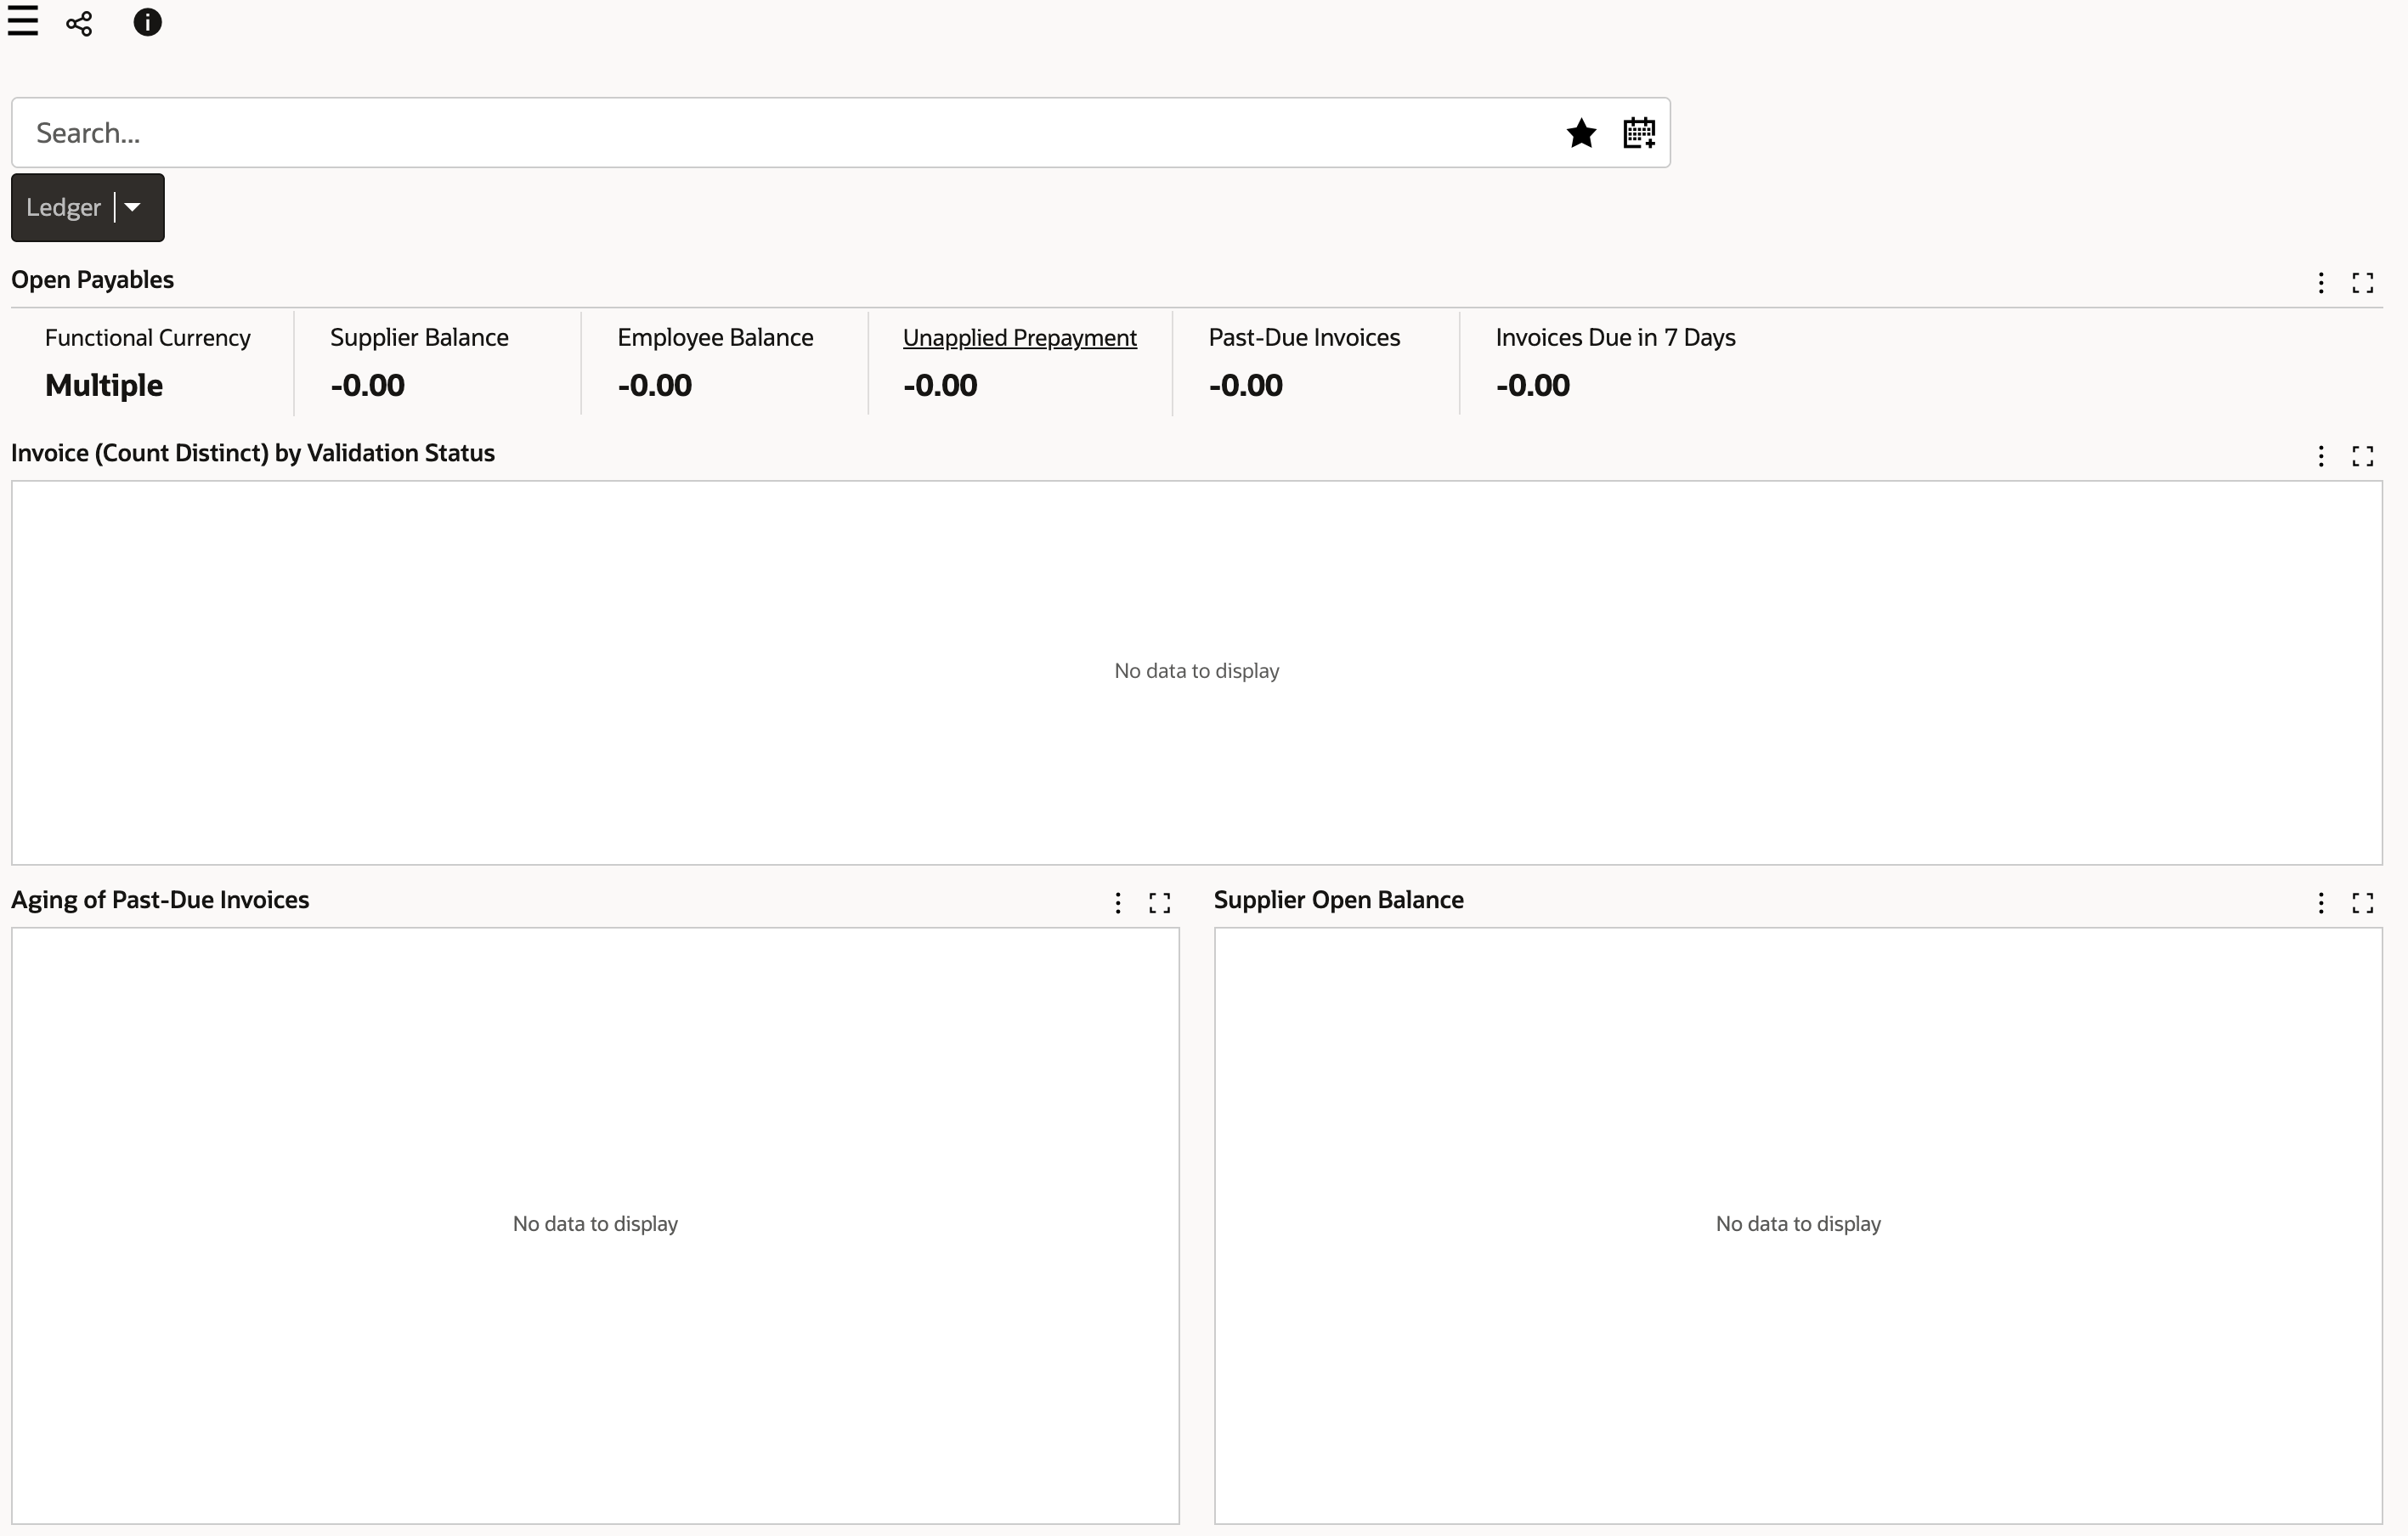 Search...
Ledger
Open Payables
Functional Currency
Multiple
Supplier Balance
-0.00
Employee Balance
-0.00
Unapplied Prepayment
-0.00
Past-Due Invoices
-0.00
Invoices Due in 7 Days
-0.00
Invoice (Count Distinct) by Validation Status
No data to display
Aging of Past-Due Invoices
No data to display
Supplier Open Balance
No data to display